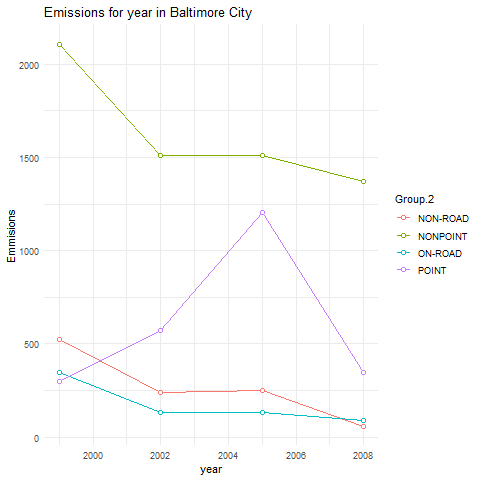 Emissions for year in Baltimore City
2000
1500
1000
500
0
Emmisions
2000
2002
2004
2006
2008
year
Group.2
NON-ROAD
NONPOINT
ON-ROAD
POINT